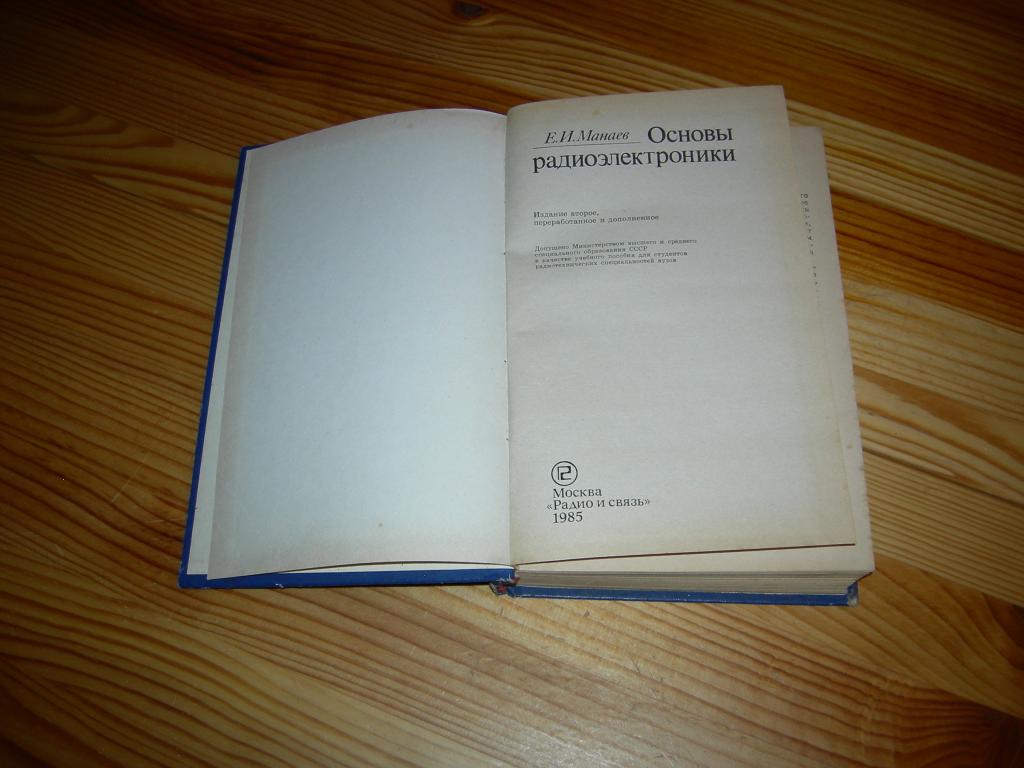 Е.И.Манаев Основы
радиоэлектроники
Издание второе,
переработанное и дополненное
Допущено Министерством высшего и среднего
специального образования СССР
в качестве учебного пособия для студентов
радиотехнических специальностей вузов
Москва
«Радио и связь»
1985